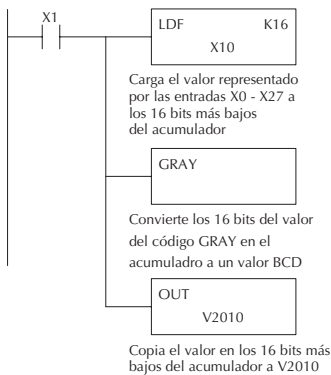 X1
LDF K16
X10
Carga el valor representado
por las entradas X0 - X27 a
los 16 bits más bajos
del acumulador
GRAY
Convierte los 16 bits del valor
del código GRAY en el
acumuladro a un valor BCD
OUT
V2010
Copia el valor en los 16 bits más
bajos del acumulador a V2010